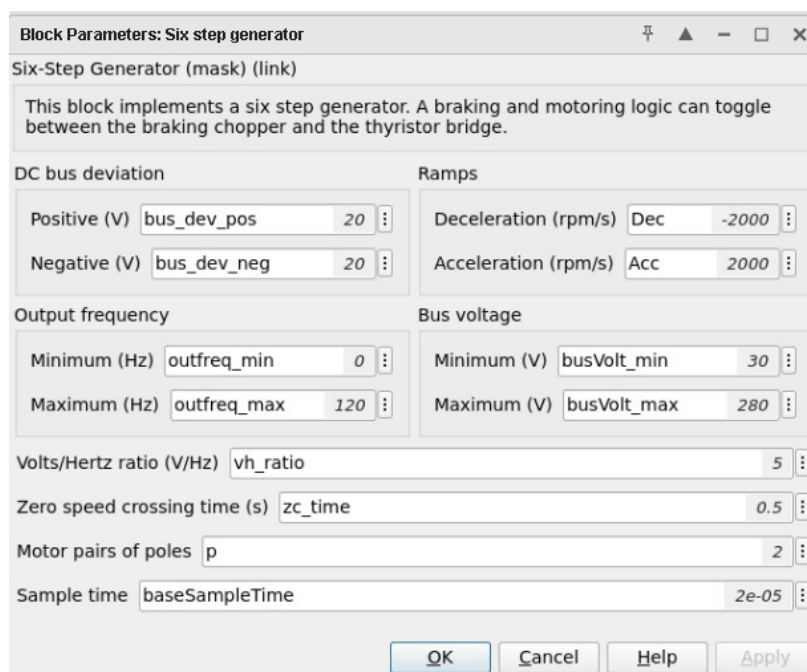 Block Parameters: Six step generator
Six-Step Generator (mask) (link)
This block implements a six step generator. A braking and motoring logic can toggle
between the braking chopper and the thyristor bridge.
DC bus deviation
Positive (V) bus_dev_pos 20
Negative (V) bus_dev_neg 20
Ramps
Deceleration (rpm/s) Dec -2000
Acceleration (rpm/s) Acc 2000
Output frequency
Minimum (Hz) outfreq_min 0
Maximum (Hz) outfreq_max 120
Bus voltage
Minimum (V) busVolt_min 30
Maximum (V) busVolt_max 280
Volts/Hertz ratio (V/Hz) vh_ratio 5
Zero speed crossing time (s) zc_time 0.5
Motor pairs of poles p 2
Sample time baseSampleTime 2e-05
OK Cancel Help Apply